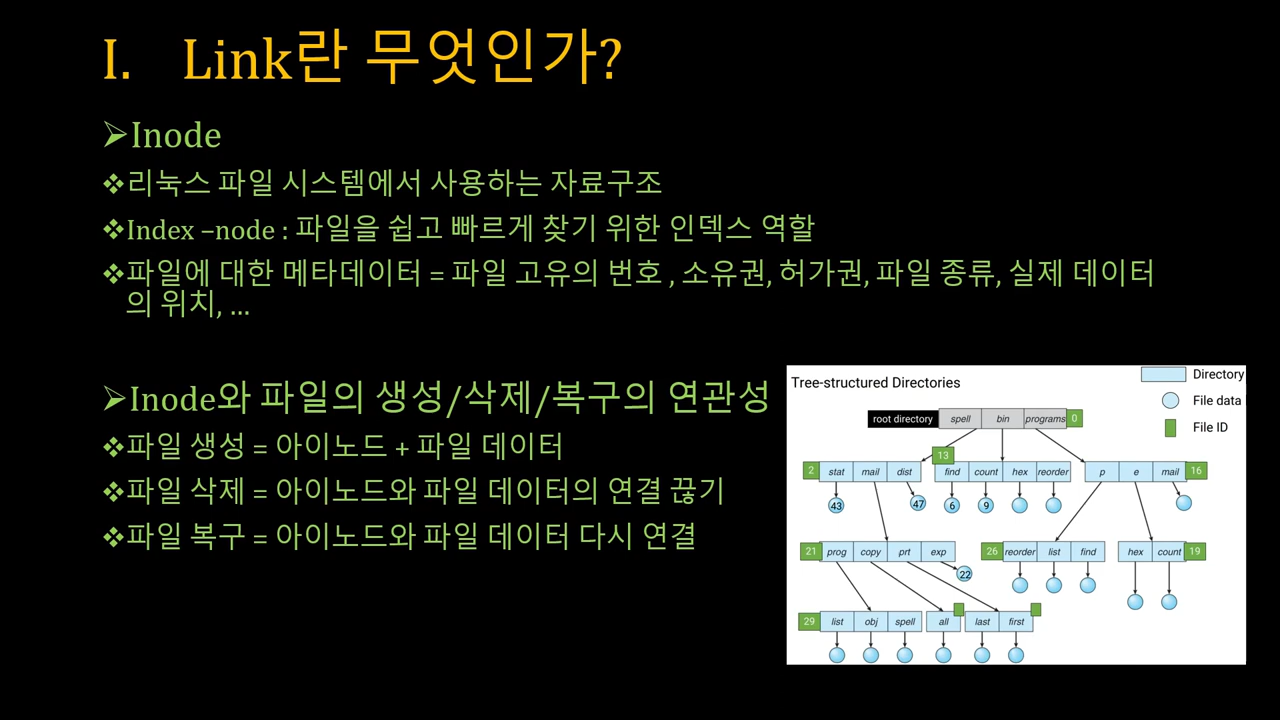 I. Link란 무엇인가?
➢Inode
❖리눅스 파일 시스템에서 사용하는 자료구조
❖Index –node : 파일을 쉽고 빠르게 찾기 위한 인덱스 역할
❖파일에 대한 메타데이터 = 파일 고유의 번호 , 소유권, 허가권, 파일 종류, 실제 데이터
의 위치, ...
➢Inode와 파일의 생성/삭제/복구의 연관성
❖파일 생성 = 아이노드 + 파일 데이터
❖파일 삭제 = 아이노드와 파일 데이터의 연결 끊기
❖파일 복구 = 아이노드와 파일 데이터 다시 연결
Tree-structured Directories
Directory
File data
File ID
root directory spell bin programs 0
13
2 stat mail dist find count hex reorder p e mail 16
43 47 6 9
21 prog copy prt exp 26 reorder list find hex count 19
22
29 list obj spell all last first